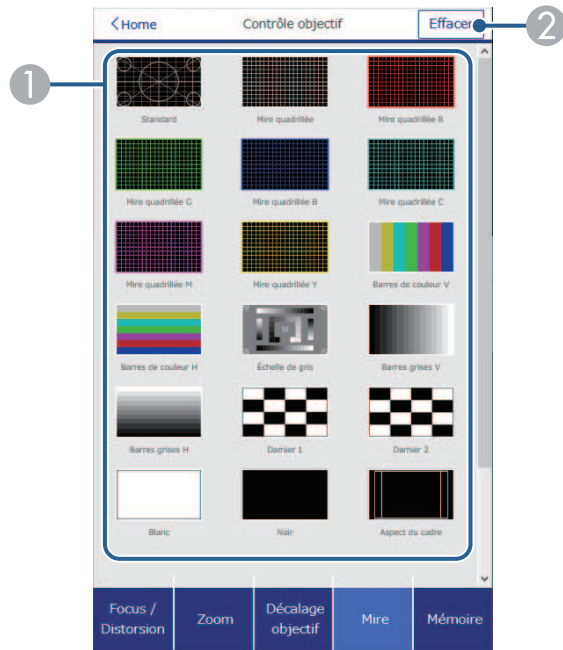 <Home
Contrôle objectif
Effacer
2
1
Standard
Mire quadrillée
Mire quadrillée R
Mire quadrillée G
Mire quadrillée B
Mire quadrillée C
Mire quadrillée M
Mire quadrillée Y
Barres de couleur V
Barres de couleur H
Échelle de gris
Barres grises V
Barres grises H
Damier 1
Damier 2
Blanc
Noir
Aspect du cadre
Focus /
Distorsion
Zoom
Décalage
objectif
Mire
Mémoire